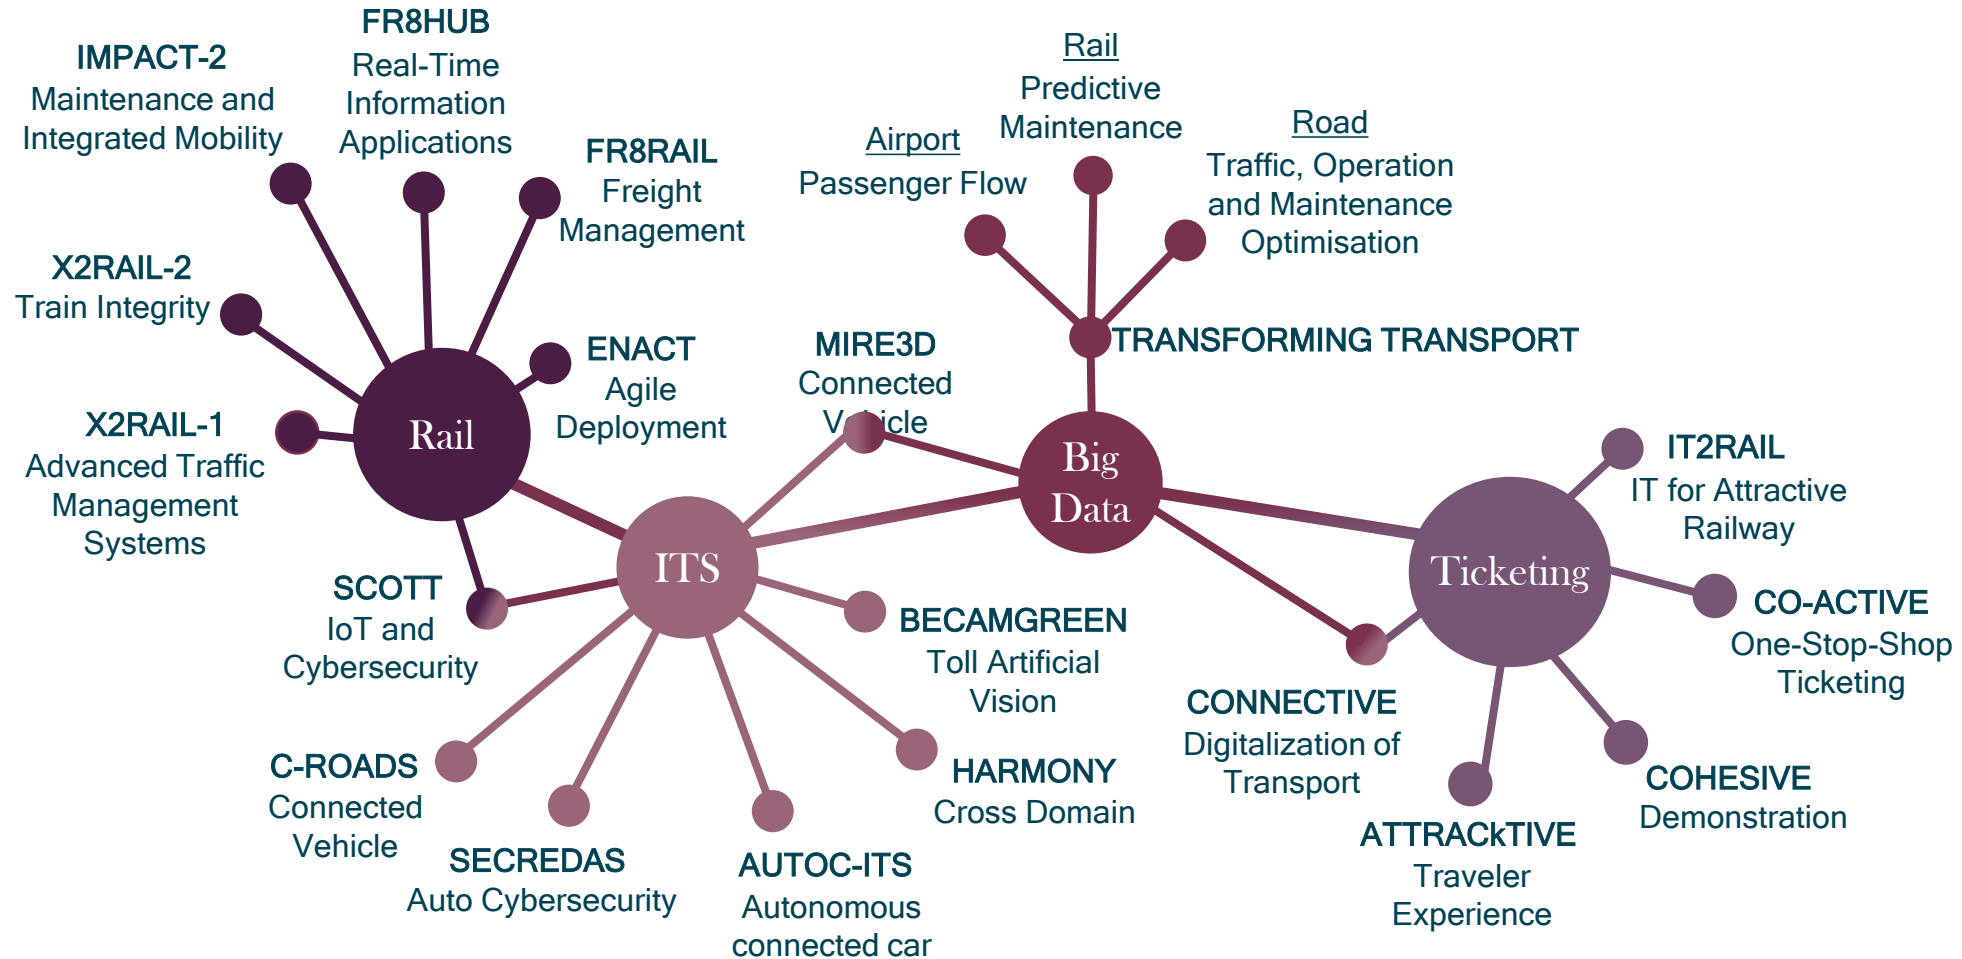 FR8HUB
Real-Time
Information
Applications
IMPACT-2
Maintenance and
Integrated Mobility
FR8RAIL
Freight
Management
X2RAIL-2
Train Integrity
ENACT
Agile
Deployment
X2RAIL-1
Advanced Traffic
Management
Systems
Rail
SCOTT
IoT and
Cybersecurity
ITS
C-ROADS
Connected
Vehicle
SECREDAS
Auto Cybersecurity
AUTOC-ITS
Autonomous
connected car
HARMONY
Cross Domain
BECAMGREEN
Toll Artificial
Vision
MIRE3D
Connected
Vehicle
Airport
Passenger Flow
Rail
Predictive
Maintenance
Road
Traffic, Operation
and Maintenance
Optimisation
TRANSFORMING TRANSPORT
Big
Data
CONNECTIVE
Digitalization of
Transport
Ticketing
IT2RAIL
IT for Attractive
Railway
CO-ACTIVE
One-Stop-Shop
Ticketing
COHESIVE
Demonstration
ATTRACkTIVE
Traveler
Experience